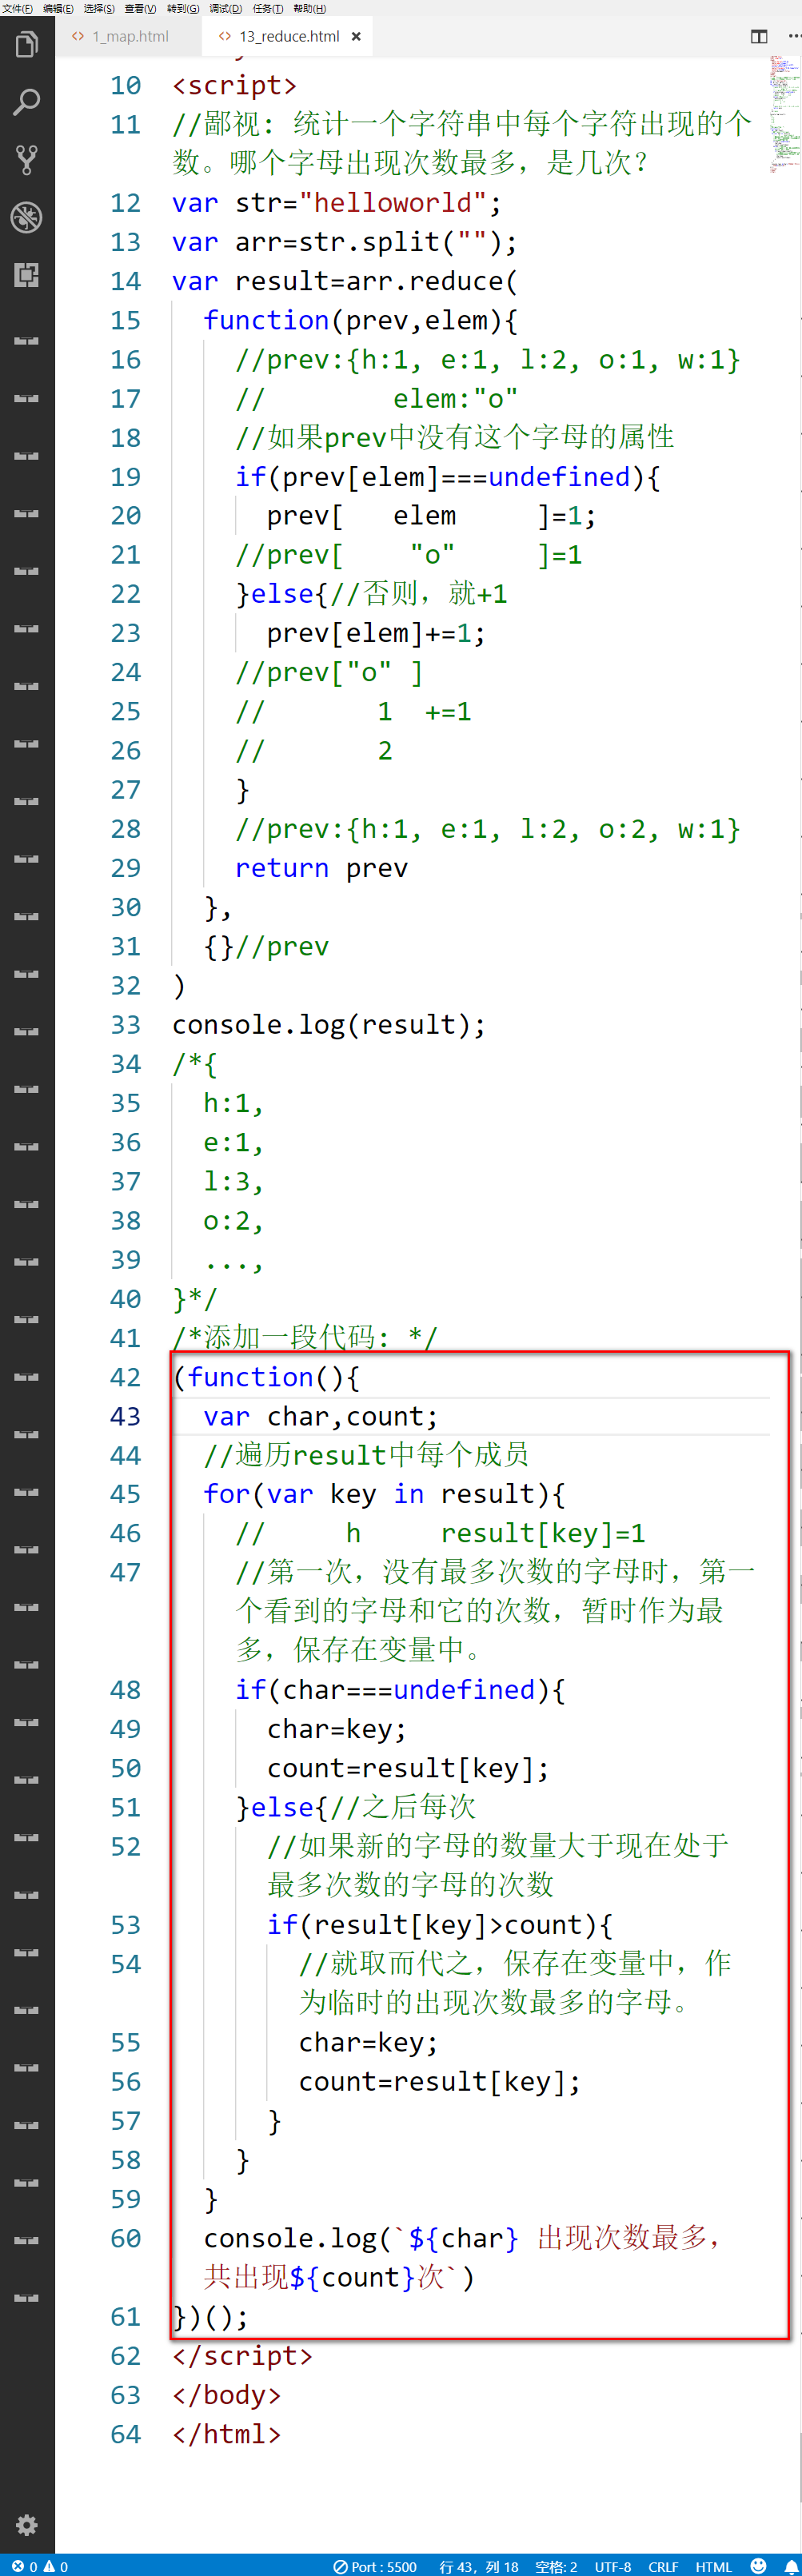 文件(F) 编辑(E) 选择(S) 查看(V) 转到(G) 调试(D) 任务(T) 帮助(H)
<> 1_map.html <> 13_reduce.html ×
10 <script>
11 //鄙视: 统计一个字符串中每个字符出现的个
数。哪个字母出现次数最多, 是几次?
12 var str="helloworld";
13 var arr=str.split("");
14 var result=arr.reduce(
15 function(prev,elem){
16 //prev:{h:1, e:1, l:2, o:1, w:1}
17 // elem:"o"
18 //如果prev中没有这个字母的属性
19 if(prev[elem]===undefined){
20 prev[ elem ]=1;
21 //prev[ "o" ]=1
22 }else{//否则, 就+1
23 prev[elem]+=1;
24 //prev["o" ]
25 // 1 +=1
26 // 2
27 }
28 //prev:{h:1, e:1, l:2, o:2, w:1}
29 return prev
30 },
31 {}//prev
32 )
33 console.log(result);
34 /*{
35 h:1,
36 e:1,
37 l:3,
38 o:2,
39 ...,
40 }*/
41 /*添加一段代码: */
42 (function(){
43 var char,count;
44 //遍历result中每个成员
45 for(var key in result){
46 // h result[key]=1
47 //第一次, 没有最多次数的字母时, 第一
个看到的字母和它的次数, 暂时作为最
多, 保存在变量中。
48 if(char===undefined){
49 char=key;
50 count=result[key];
51 }else{//之后每次
52 //如果新的字母的数量大于现在处于
最多次数的字母的次数
53 if(result[key]>count){
54 //就取而代之, 保存在变量中, 作
为临时的出现次数最多的字母。
55 char=key;
56 count=result[key];
57 }
58 }
59 }
60 console.log(`${char} 出现次数最多,
共出现${count}次`)
61 })();
62 </script>
63 </body>
64 </html>
0 0 Port : 5500 行 43, 列 18 空格: 2 UTF-8 CRLF HTML